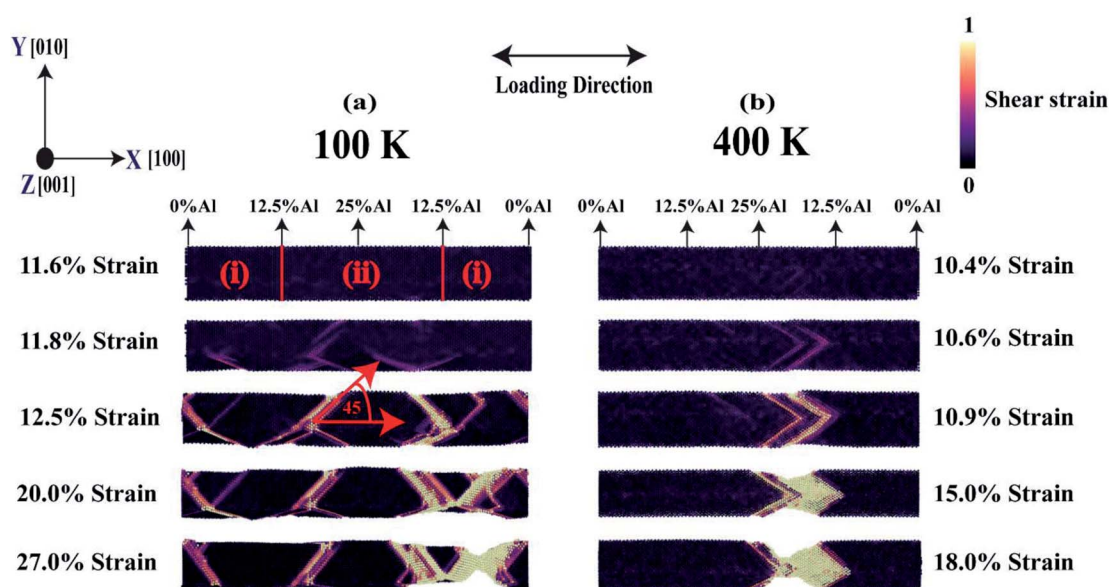 1
Y [010]
Loading Direction
Shear strain
(a)
(b)
100 K
400 K
X [100]
Z[001]
0
0%Al 12.5%Al 25%Al 12.5%Al 0%Al
0%Al 12.5%Al 25%Al 12.5%Al 0%Al
11.6% Strain
(i) (ii) (i)
10.4% Strain
11.8% Strain
10.6% Strain
12.5% Strain
45
10.9% Strain
20.0% Strain
15.0% Strain
27.0% Strain
18.0% Strain